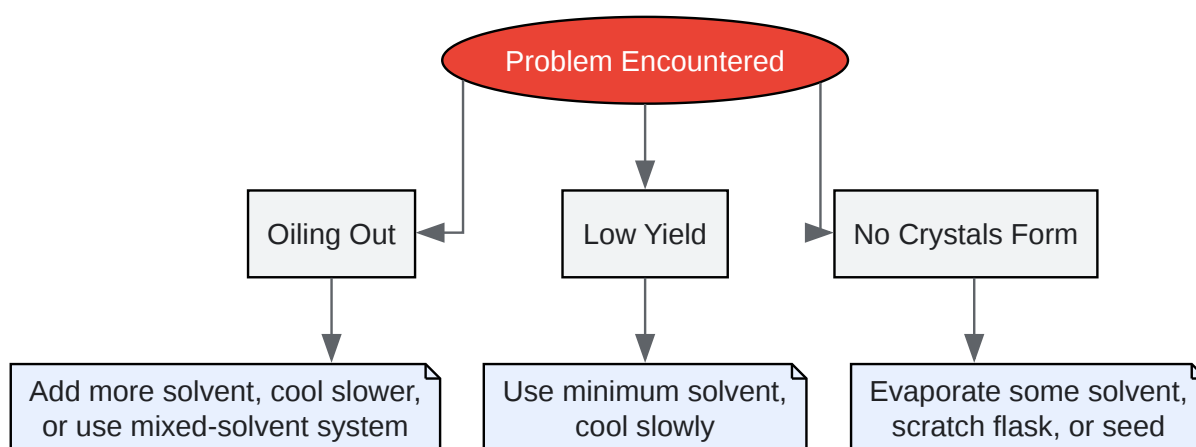 Problem Encountered
Oiling Out
Low Yield
No Crystals Form
Add more solvent, cool slower,
or use mixed-solvent system
Use minimum solvent,
cool slowly
Evaporate some solvent,
scratch flask, or seed